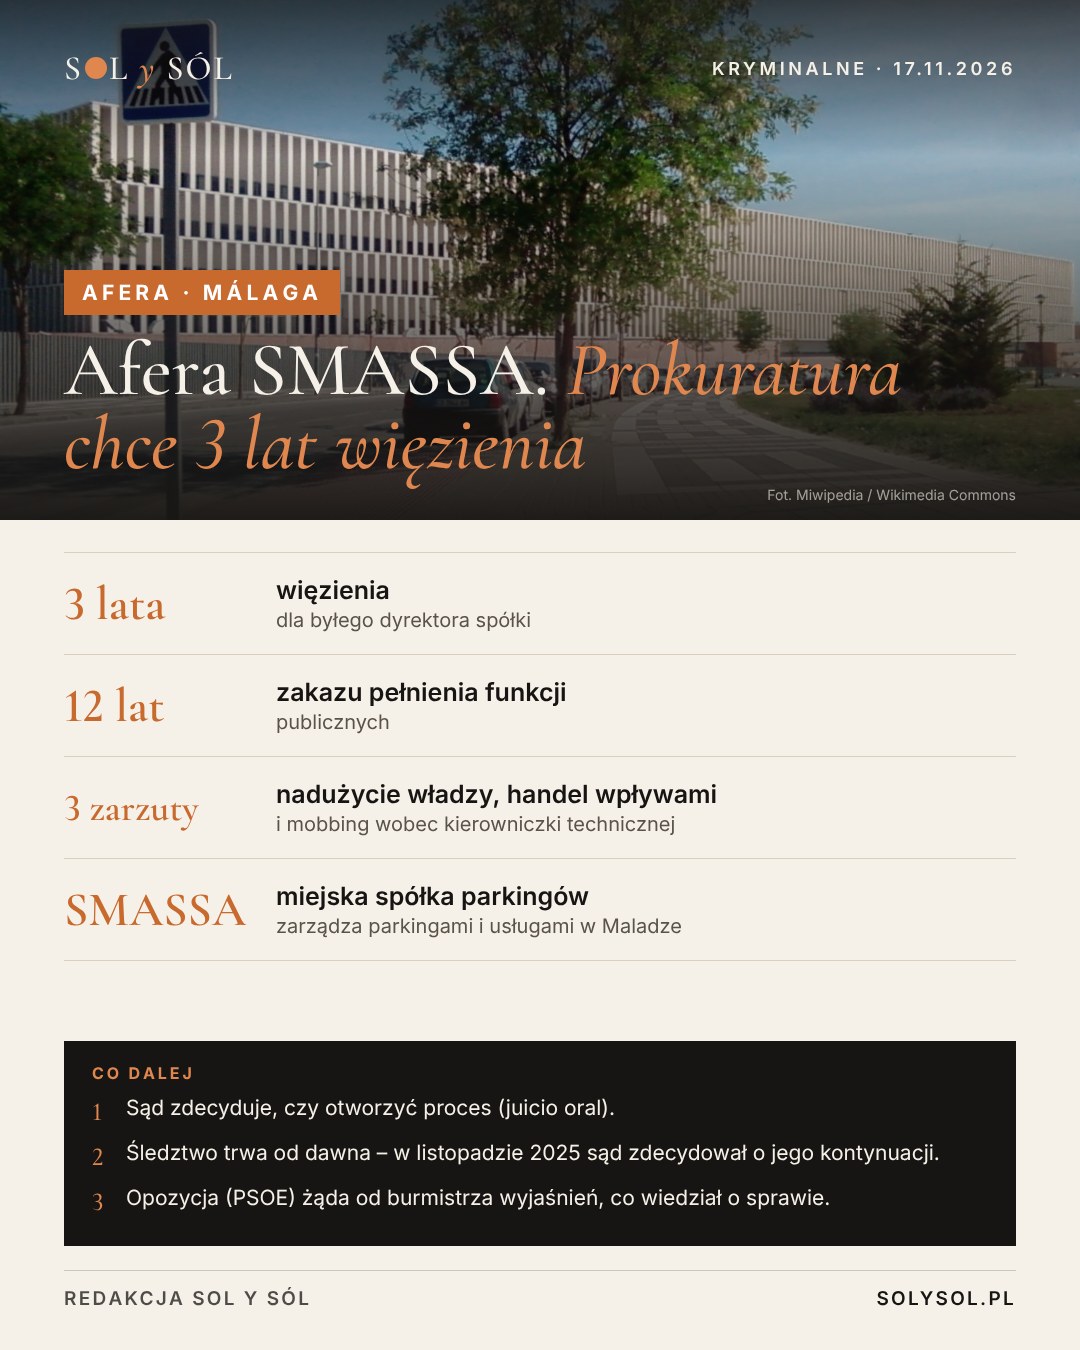 SOL y SÓL
KRYMINALNE · 17.11.2026
AFERA · MÁLAGA
Afera SMASSA. Prokuratura
chce 3 lat więzienia
Fot. Miwipedia / Wikimedia Commons
3 lata
więzienia
dla byłego dyrektora spółki
12 lat
zakazu pełnienia funkcji
publicznych
3 zarzuty
nadużycie władzy, handel wpływami
i mobbing wobec kierowniczki technicznej
SMASSA
miejska spółka parkingów
zarządza parkingami i usługami w Maladze
CO DALEJ
1 Sąd zdecyduje, czy otworzyć proces (juicio oral).
2 Śledztwo trwa od dawna – w listopadzie 2025 sąd zdecydował o jego kontynuacji.
3 Opozycja (PSOE) żąda od burmistrza wyjaśnień, co wiedział o sprawie.
REDAKCJA SOL Y SÓL
SOLYSOL.PL